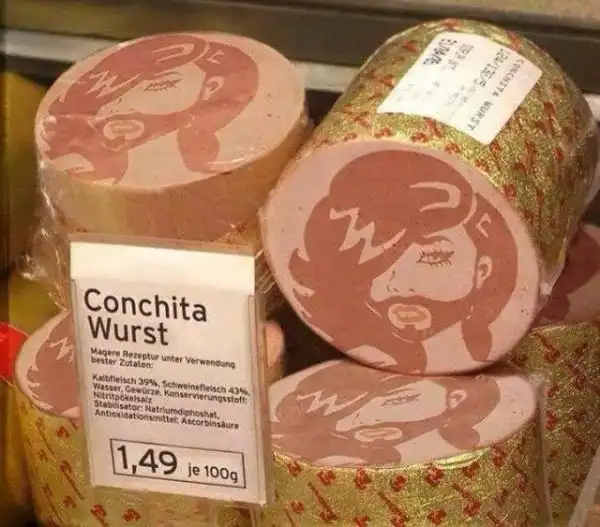 CONCHITA WURST
Conchita
Wurst
Magere Rezeptur unter Verwendung
bester Zutaten:
Kalbfleisch 39%, Schweinefleisch 43%,
Wasser, Gewürze, Konservierungsstoff:
Nitritpökelsalz
Stabilisator: Natriumdiphoshat,
Antioxidationsmittel: Ascorbinsäure
1,49 je 100g